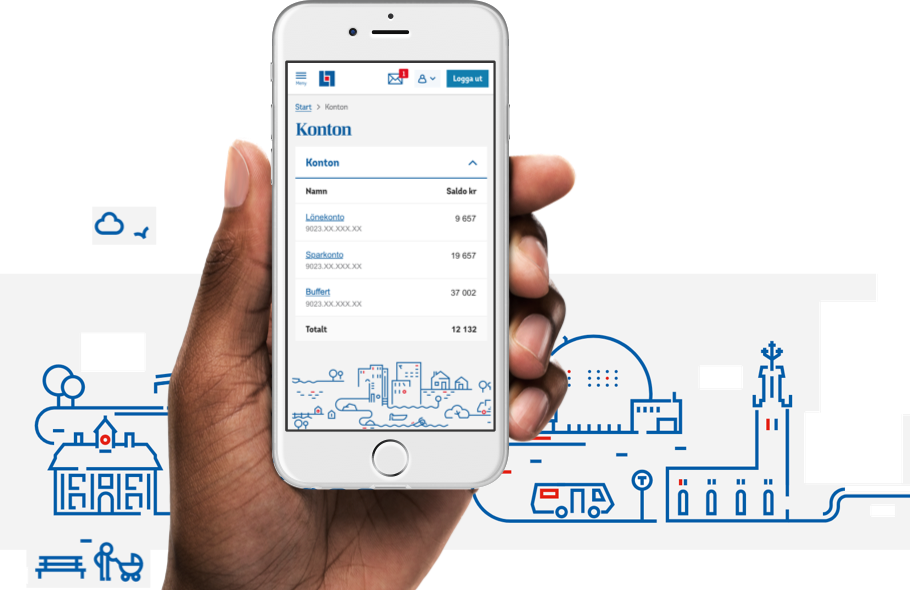 Meny
1
Logga ut
Start > Konton
Konton
Konton
Namn Saldo kr
Lönekonto 9 657
9023.XX.XXX.XX
Sparkonto 19 657
9023.XX.XXX.XX
Buffert 37 002
9023.XX.XXX.XX
Totalt 12 132
T